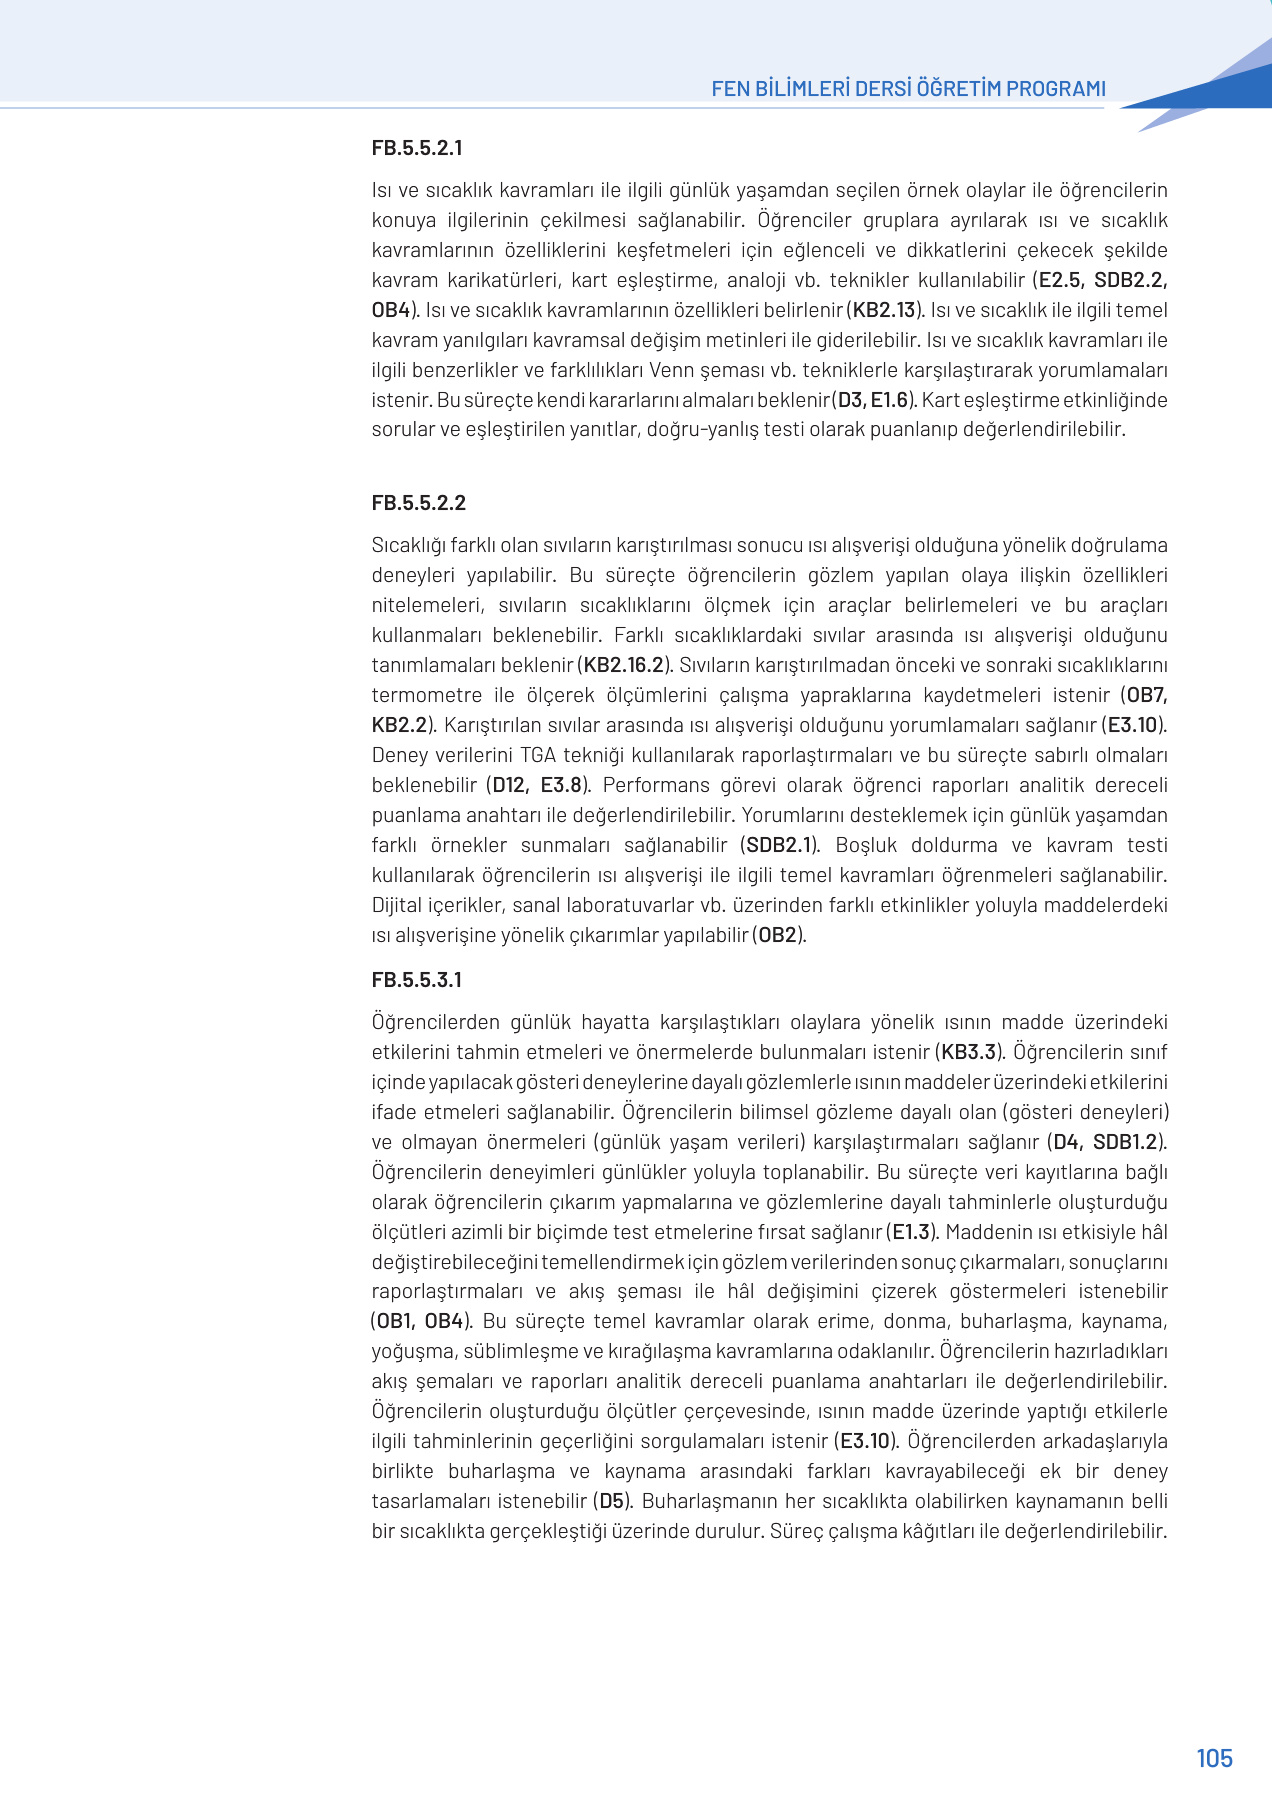 FEN BİLİMLERİ DERSİ ÖĞRETİM PROGRAMI
FB.5.5.2.1
Isı ve sıcaklık kavramları ile ilgili günlük yaşamdan seçilen örnek olaylar ile öğrencilerin
konuya ilgilerinin çekilmesi sağlanabilir. Öğrenciler gruplara ayrılarak ısı ve sıcaklık
kavramlarının özelliklerini keşfetmeleri için eğlenceli ve dikkatlerini çekecek şekilde
kavram karikatürleri, kart eşleştirme, analoji vb. teknikler kullanılabilir (E2.5, SDB2.2,
OB4). Isı ve sıcaklık kavramlarının özellikleri belirlenir (KB2.13). Isı ve sıcaklık ile ilgili temel
kavram yanılgıları kavramsal değişim metinleri ile giderilebilir. Isı ve sıcaklık kavramları ile
ilgili benzerlikler ve farklılıkları Venn şeması vb. tekniklerle karşılaştırarak yorumlamaları
istenir. Bu süreçte kendi kararlarını almaları beklenir (D3, E1.6). Kart eşleştirme etkinliğinde
sorular ve eşleştirilen yanıtlar, doğru-yanlış testi olarak puanlanıp değerlendirilebilir.
FB.5.5.2.2
Sıcaklığı farklı olan sıvıların karıştırılması sonucu ısı alışverişi olduğuna yönelik doğrulama
deneyleri yapılabilir. Bu süreçte öğrencilerin gözlem yapılan olaya ilişkin özellikleri
nitelemeleri, sıvıların sıcaklıklarını ölçmek için araçlar belirlemeleri ve bu araçları
kullanmaları beklenebilir. Farklı sıcaklıklardaki sıvılar arasında ısı alışverişi olduğunu
tanımlamaları beklenir (KB2.16.2). Sıvıların karıştırılmadan önceki ve sonraki sıcaklıklarını
termometre ile ölçerek ölçümlerini çalışma yapraklarına kaydetmeleri istenir (OB7,
KB2.2). Karıştırılan sıvılar arasında ısı alışverişi olduğunu yorumlamaları sağlanır (E3.10).
Deney verilerini TGA tekniği kullanılarak raporlaştırmaları ve bu süreçte sabırlı olmaları
beklenebilir (D12, E3.8). Performans görevi olarak öğrenci raporları analitik dereceli
puanlama anahtarı ile değerlendirilebilir. Yorumlarını desteklemek için günlük yaşamdan
farklı örnekler sunmaları sağlanabilir (SDB2.1). Boşluk doldurma ve kavram testi
kullanılarak öğrencilerin ısı alışverişi ile ilgili temel kavramları öğrenmeleri sağlanabilir.
Dijital içerikler, sanal laboratuvarlar vb. üzerinden farklı etkinlikler yoluyla maddelerdeki
ısı alışverişine yönelik çıkarımlar yapılabilir (OB2).
FB.5.5.3.1
Öğrencilerden günlük hayatta karşılaştıkları olaylara yönelik ısının madde üzerindeki
etkilerini tahmin etmeleri ve önermelerde bulunmaları istenir (KB3.3). Öğrencilerin sınıf
içinde yapılacak gösteri deneylerine dayalı gözlemlerle ısının maddeler üzerindeki etkilerini
ifade etmeleri sağlanabilir. Öğrencilerin bilimsel gözleme dayalı olan (gösteri deneyleri)
ve olmayan önermeleri (günlük yaşam verileri) karşılaştırmaları sağlanır (D4, SDB1.2).
Öğrencilerin deneyimleri günlükler yoluyla toplanabilir. Bu süreçte veri kayıtlarına bağlı
olarak öğrencilerin çıkarım yapmalarına ve gözlemlerine dayalı tahminlerle oluşturduğu
ölçütleri azimli bir biçimde test etmelerine fırsat sağlanır (E1.3). Maddenin ısı etkisiyle hâl
değiştirebileceğini temellendirmek için gözlem verilerinden sonuç çıkarmaları, sonuçlarını
raporlaştırmaları ve akış şeması ile hâl değişimini çizerek göstermeleri istenebilir
(OB1, OB4). Bu süreçte temel kavramlar olarak erime, donma, buharlaşma, kaynama,
yoğuşma, süblimleşme ve kırağılaşma kavramlarına odaklanılır. Öğrencilerin hazırladıkları
akış şemaları ve raporları analitik dereceli puanlama anahtarları ile değerlendirilebilir.
Öğrencilerin oluşturduğu ölçütler çerçevesinde, ısının madde üzerinde yaptığı etkilerle
ilgili tahminlerinin geçerliğini sorgulamaları istenir (E3.10). Öğrencilerden arkadaşlarıyla
birlikte buharlaşma ve kaynama arasındaki farkları kavrayabileceği ek bir deney
tasarlamaları istenebilir (D5). Buharlaşmanın her sıcaklıkta olabilirken kaynamanın belli
bir sıcaklıkta gerçekleştiği üzerinde durulur. Süreç çalışma kâğıtları ile değerlendirilebilir.
105